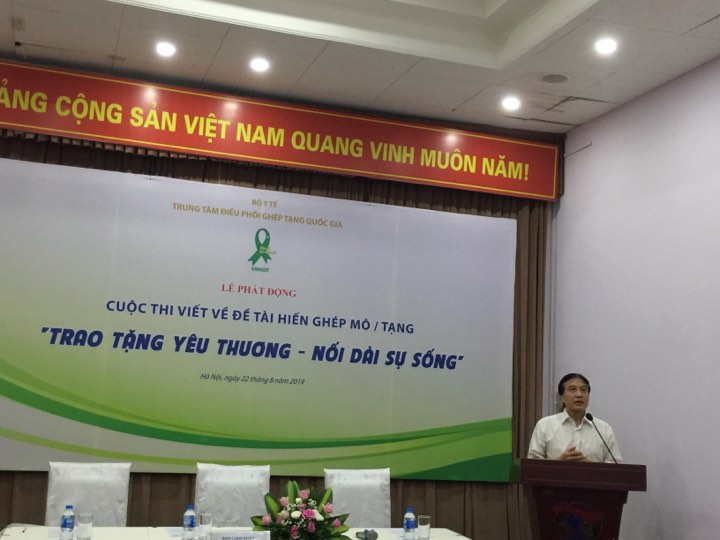 ẢNG CỘNG SẢN VIỆT NAM QUANG VINH MUÔN NĂM!
BỘ Y TẾ
TRUNG TÂM ĐIỀU PHỐI GHÉP TẠNG QUỐC GIA
VNHOT
LỄ PHÁT ĐỘNG
CUỘC THI VIẾT VỀ ĐỀ TÀI HIẾN GHÉP MÔ / TẠNG
"TRAO TẶNG YÊU THƯƠNG - NỐI DÀI SỰ SỐNG"
Hà Nội, ngày 22 tháng 8 năm 2019